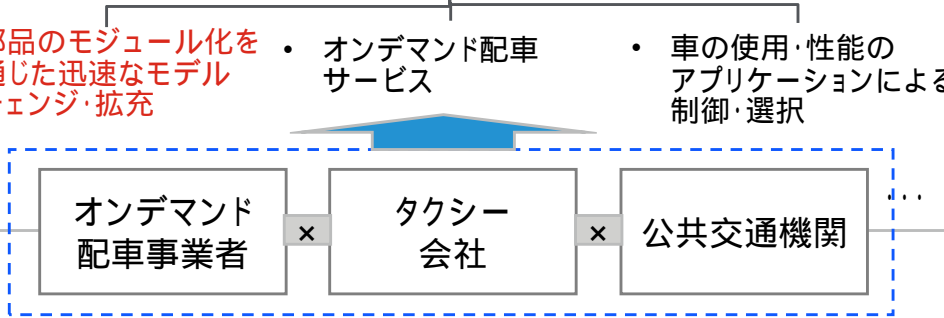 部品のモジュール化を
通じた迅速なモデル
チェンジ・拡充
• オンデマンド配車
サービス
• 車の使用・性能の
アプリケーションによる
制御・選択
オンデマンド
配車事業者
×
タクシー
会社
×
公共交通機関
...